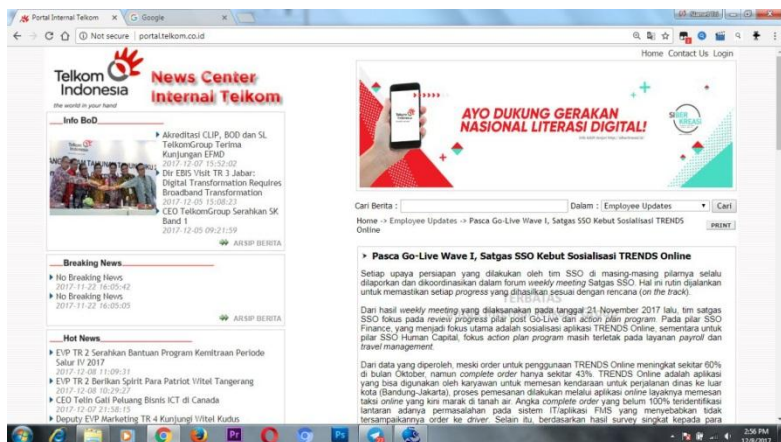 Portal Internal Telkom
Google
Not secure | portal.telkom.co.id
Home Contact Us Login
Telkom
Indonesia
the world in your hand
News Center
Internal Telkom
Info BoD
Akreditasi CLIP, BOD dan SL
TelkomGroup Terima
Kunjungan EFMD
2017-12-07 15:52:02
Dir EBIS Visit TR 3 Jabar:
Digital Transformation Requires
Broadband Transformation
2017-12-05 15:08:23
CEO TelkomGroup Serahkan SK
Band 1
2017-12-05 09:21:59
ARSIP BERITA
Breaking News
No Breaking News
2017-11-22 16:05:42
No Breaking News
2017-11-22 16:05:05
ARSIP BERITA
Hot News
EVP TR 2 Serahkan Bantuan Program Kemitraan Periode
Salur IV 2017
2017-12-08 11:09:31
EVP TR 2 Berikan Spirit Para Patriot Witel Tangerang
2017-12-08 10:29:27
CEO Telin Gali Peluang Bisnis ICT di Canada
2017-12-07 21:58:15
Deputy EVP Marketing TR 4 Kunjungi Witel Kudus
AYO DUKUNG GERAKAN
NASIONAL LITERASI DIGITAL!
SIBER
KREASI
Cari Berita :
Dalam : Employee Updates
Cari
Home -> Employee Updates -> Pasca Go-Live Wave I, Satgas SSO Kebut Sosialisasi TRENDS
Online
PRINT
Pasca Go-Live Wave I, Satgas SSO Kebut Sosialisasi TRENDS Online
Setiap upaya persiapan yang dilakukan oleh tim SSO di masing-masing pilarnya selalu
dilaporkan dan dikoordinasikan dalam forum weekly meeting Satgas SSO. Hal ini rutin dijalankan
untuk memastikan setiap progress yang dihasilkan sesuai dengan rencana (on the track).
TERBATAS
Dari hasil weekly meeting yang dilaksanakan pada tanggal 21 November 2017 lalu, tim satgas
SSO fokus pada review progress pilar post Go-Live dan action plan program. Pada pilar SSO
Finance, yang menjadi fokus utama adalah sosialisasi aplikasi TRENDS Online, sementara untuk
pilar SSO Human Capital, fokus action plan program masih terletak pada layanan payroll dan
travel management.
Dari data yang diperoleh, meski order untuk penggunaan TRENDS Online meningkat sekitar 60%
di bulan Oktober, namun complete order hanya sekitar 43%. TRENDS Online adalah aplikasi
yang bisa digunakan oleh karyawan untuk memesan kendaraan untuk perjalanan dinas ke luar
kota (Bandung-Jakarta), proses pemesanan dilakukan melalui aplikasi online layaknya memesan
taksi online yang kini marak di tanah air. Angka complete order yang belum 100% teridentifikasi
lantaran adanya permasalahan pada sistem IT/aplikasi FMS yang menyebabkan tidak
tersampaikannya order ke driver. Selain itu, berdasarkan hasil survey singkat kepada para
2:56 PM